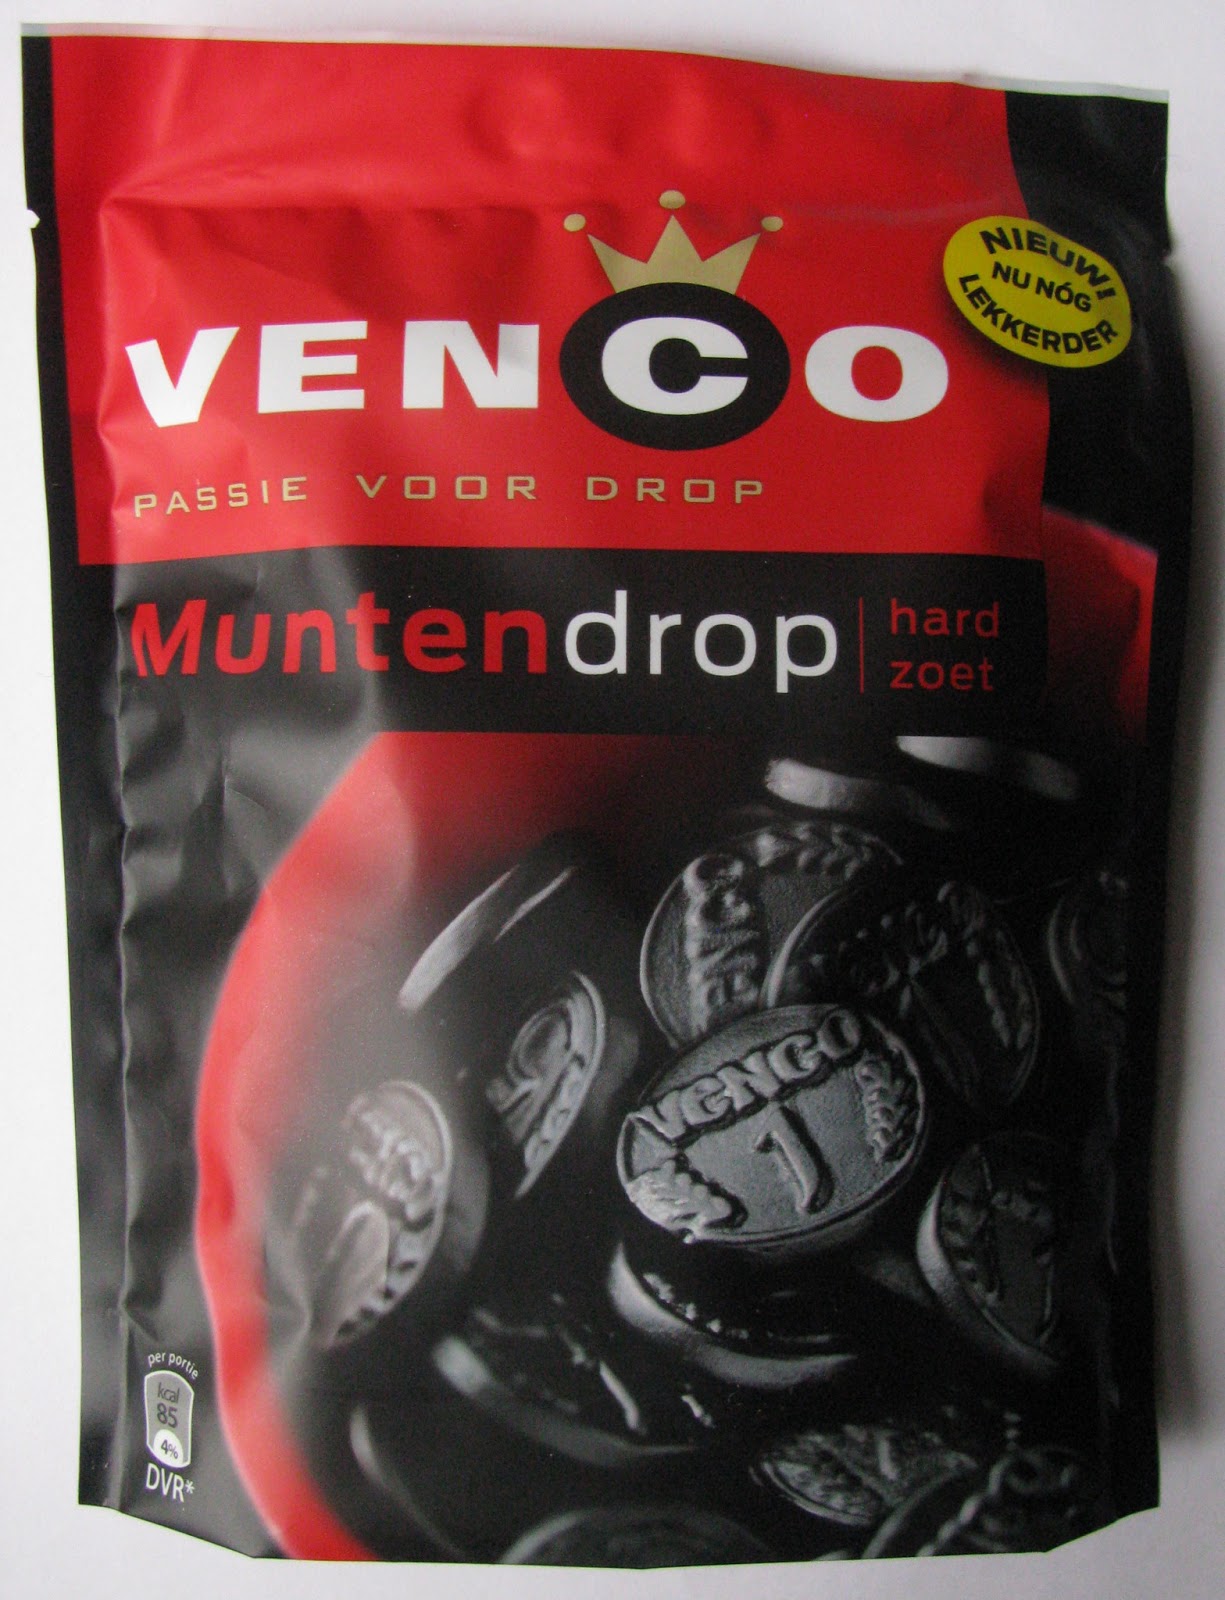 VENCO
PASSIE VOOR DROP
NIEUW!
NU NÓG
LEKKERDER
Muntendrop
hard
zoet
VENCO
VENCO
1
per portie
kcal
85
4%
DVR*